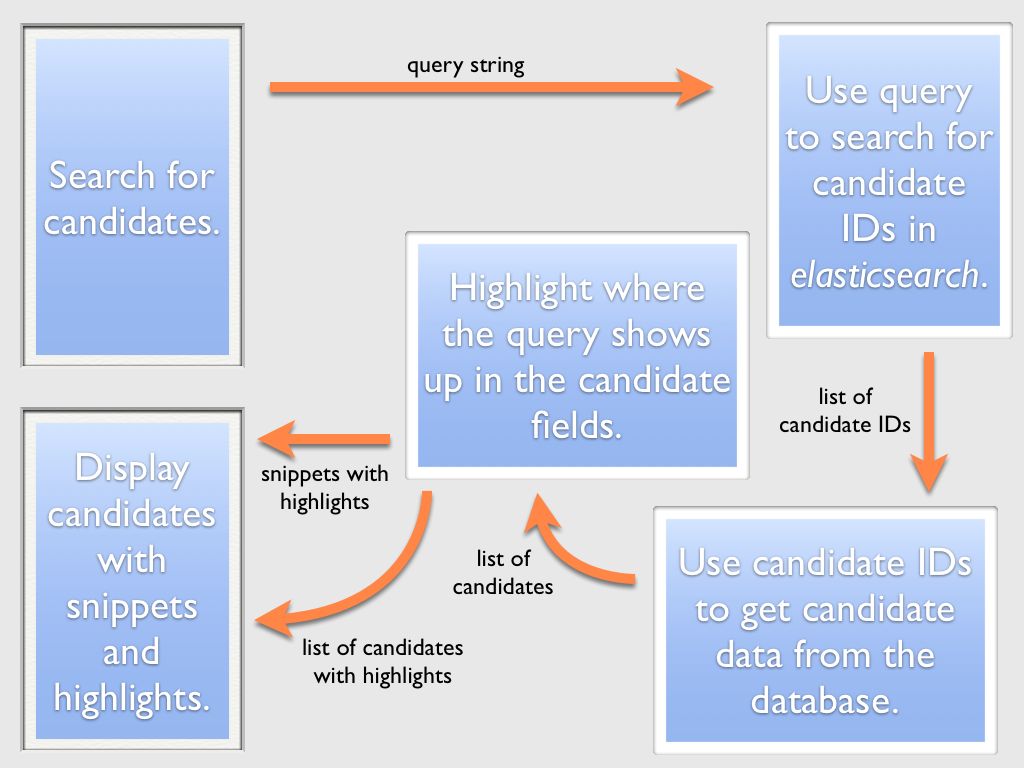 Search for
candidates.
query string
Use query
to search for
candidate
IDs in
elasticsearch.
list of
candidate IDs
Use candidate IDs
to get candidate
data from the
database.
list of
candidates
Highlight where
the query shows
up in the candidate
fields.
snippets with
highlights
list of candidates
with highlights
Display
candidates
with
snippets
and
highlights.